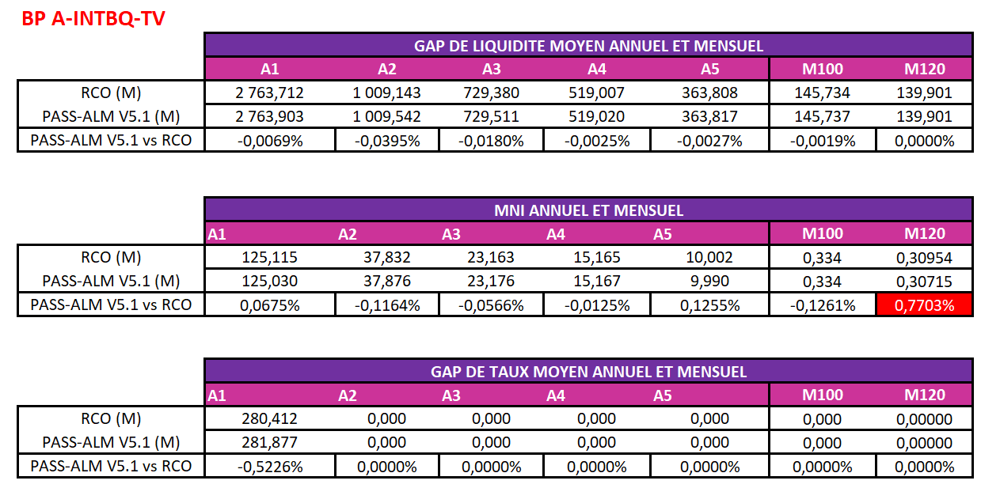 BP A-INTBQ-TV
GAP DE LIQUIDITE MOYEN ANNUEL ET MENSUEL
A1 A2 A3 A4 A5 M100 M120
RCO (M) 2 763,712 1 009,143 729,380 519,007 363,808 145,734 139,901
PASS-ALM V5.1 (M) 2 763,903 1 009,542 729,511 519,020 363,817 145,737 139,901
PASS-ALM V5.1 vs RCO -0,0069% -0,0395% -0,0180% -0,0025% -0,0027% -0,0019% 0,0000%
MNI ANNUEL ET MENSUEL
A1 A2 A3 A4 A5 M100 M120
RCO (M) 125,115 37,832 23,163 15,165 10,002 0,334 0,30954
PASS-ALM V5.1 (M) 125,030 37,876 23,176 15,167 9,990 0,334 0,30715
PASS-ALM V5.1 vs RCO 0,0675% -0,1164% -0,0566% -0,0125% 0,1255% -0,1261% 0,7703%
GAP DE TAUX MOYEN ANNUEL ET MENSUEL
A1 A2 A3 A4 A5 M100 M120
RCO (M) 280,412 0,000 0,000 0,000 0,000 0,000 0,00000
PASS-ALM V5.1 (M) 281,877 0,000 0,000 0,000 0,000 0,000 0,00000
PASS-ALM V5.1 vs RCO -0,5226% 0,0000% 0,0000% 0,0000% 0,0000% 0,0000% 0,0000%